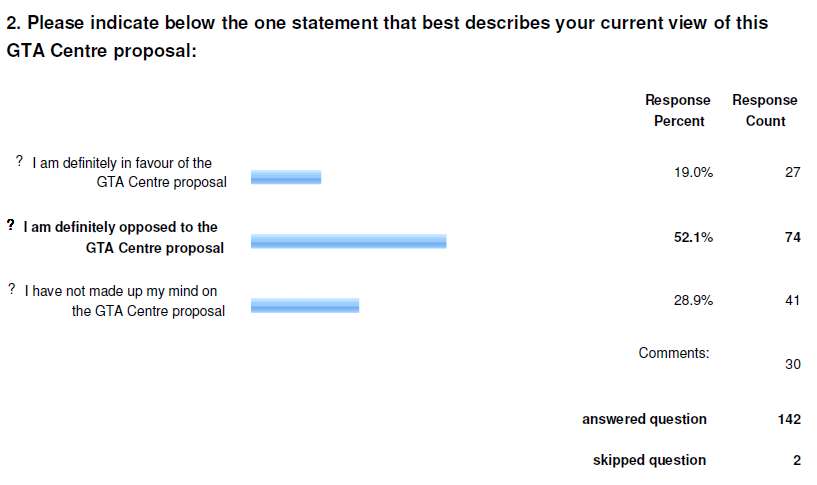 2. Please indicate below the one statement that best describes your current view of this
GTA Centre proposal:
Response Response
Percent Count
? I am definitely in favour of the
GTA Centre proposal
19.0% 27
? I am definitely opposed to the
GTA Centre proposal
52.1% 74
? I have not made up my mind on
the GTA Centre proposal
28.9% 41
Comments:
30
answered question 142
skipped question 2